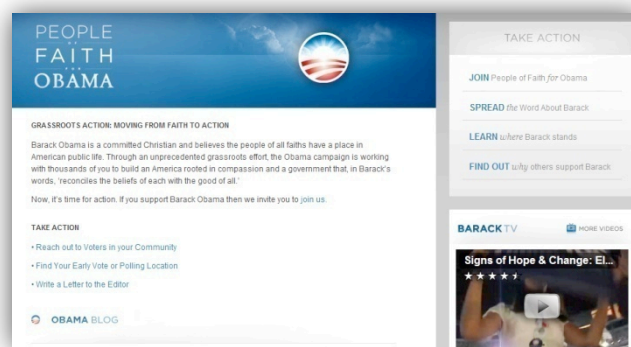 PEOPLE
OF
FAITH
FOR
OBAMA
GRASSROOTS ACTION: MOVING FROM FAITH TO ACTION
Barack Obama is a committed Christian and believes the people of all faiths have a place in
American public life. Through an unprecedented grassroots effort, the Obama campaign is working
with thousands of you to build an America rooted in compassion and a government that, in Barack's
words, 'reconciles the beliefs of each with the good of all.'
Now, it's time for action. If you support Barack Obama then we invite you to join us.
TAKE ACTION
• Reach out to Voters in your Community
• Find Your Early Vote or Polling Location
• Write a Letter to the Editor
OBAMA BLOG
TAKE ACTION
JOIN People of Faith for Obama
SPREAD the Word About Barack
LEARN where Barack stands
FIND OUT why others support Barack
BARACK TV
MORE VIDEOS
Signs of Hope & Change: El...